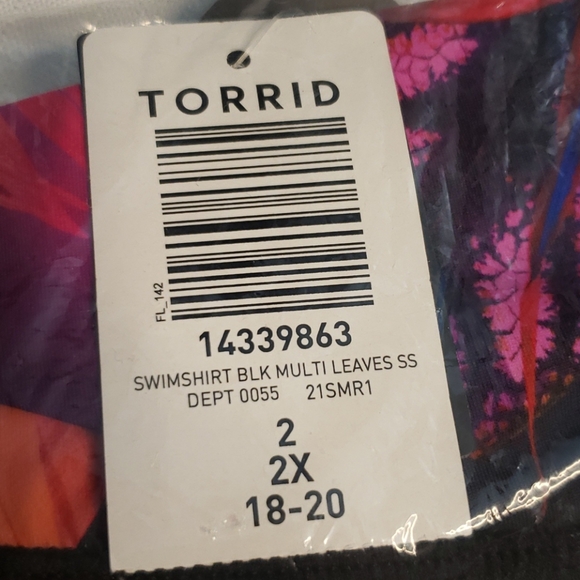 TORRID
FL_142
14339863
SWIMSHIRT BLK MULTI LEAVES SS
DEPT 0055 21SMR1
2
2X
18-20